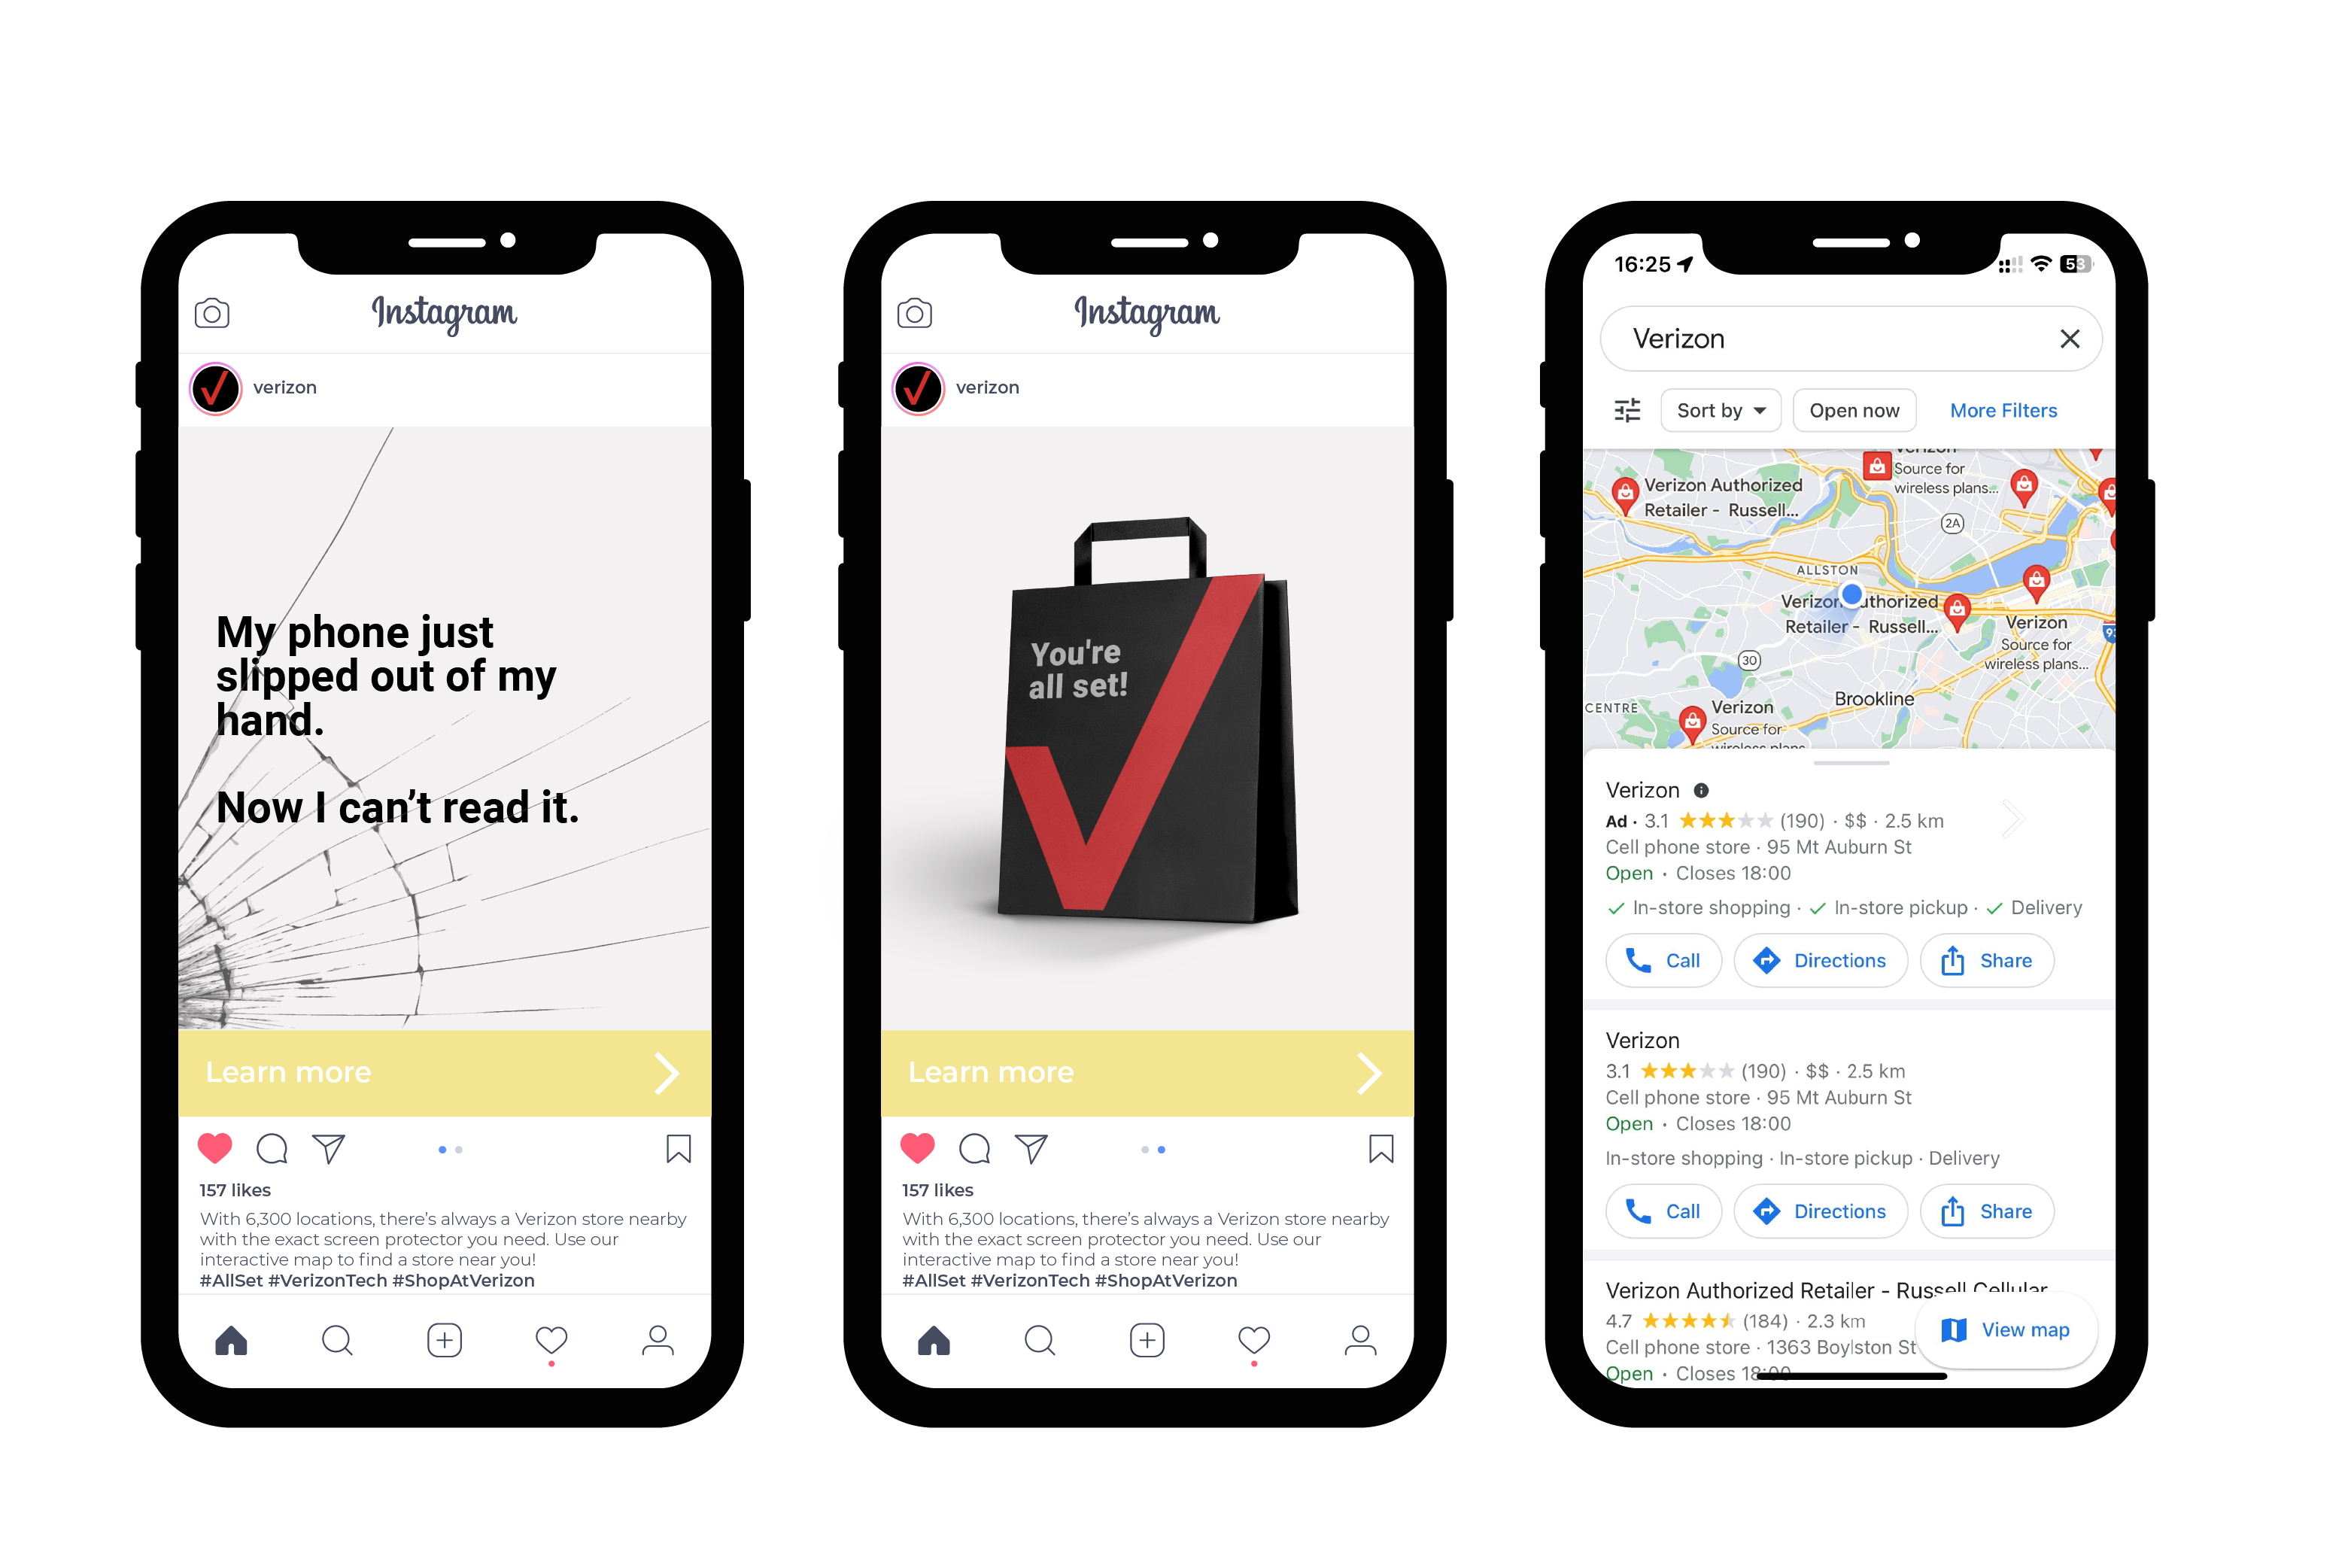 Instagram
verizon
My phone just
slipped out of my
hand.
Now I can't read it.
Learn more
157 likes
With 6,300 locations, there's always a Verizon store nearby
with the exact screen protector you need. Use our
interactive map to find a store near you!
#AllSet #VerizonTech #ShopAtVerizon
Instagram
verizon
You're
all set!
Learn more
157 likes
With 6,300 locations, there's always a Verizon store nearby
with the exact screen protector you need. Use our
interactive map to find a store near you!
#AllSet #VerizonTech #ShopAtVerizon
16:25
53
Verizon
Sort by
Open now
More Filters
Verizon
Source for
wireless plans...
Verizon Authorized
Retailer - Russell...
2A
ALLSTON
Verizon Authorized
Retailer - Russell...
Verizon
Source for
wireless plans...
93
30
Brookline
CENTRE
Verizon
Source for
wireless plans
Verizon
Ad · 3.1 (190) · $$ · 2.5 km
Cell phone store · 95 Mt Auburn St
Open · Closes 18:00
In-store shopping · In-store pickup · Delivery
Call
Directions
Share
Verizon
3.1 (190) · $$ · 2.5 km
Cell phone store · 95 Mt Auburn St
Open · Closes 18:00
In-store shopping · In-store pickup · Delivery
Call
Directions
Share
Verizon Authorized Retailer - Russell Cellular
4.7 (184) · 2.3 km
Cell phone store · 1363 Boylston St
Open · Closes 18:00
View map